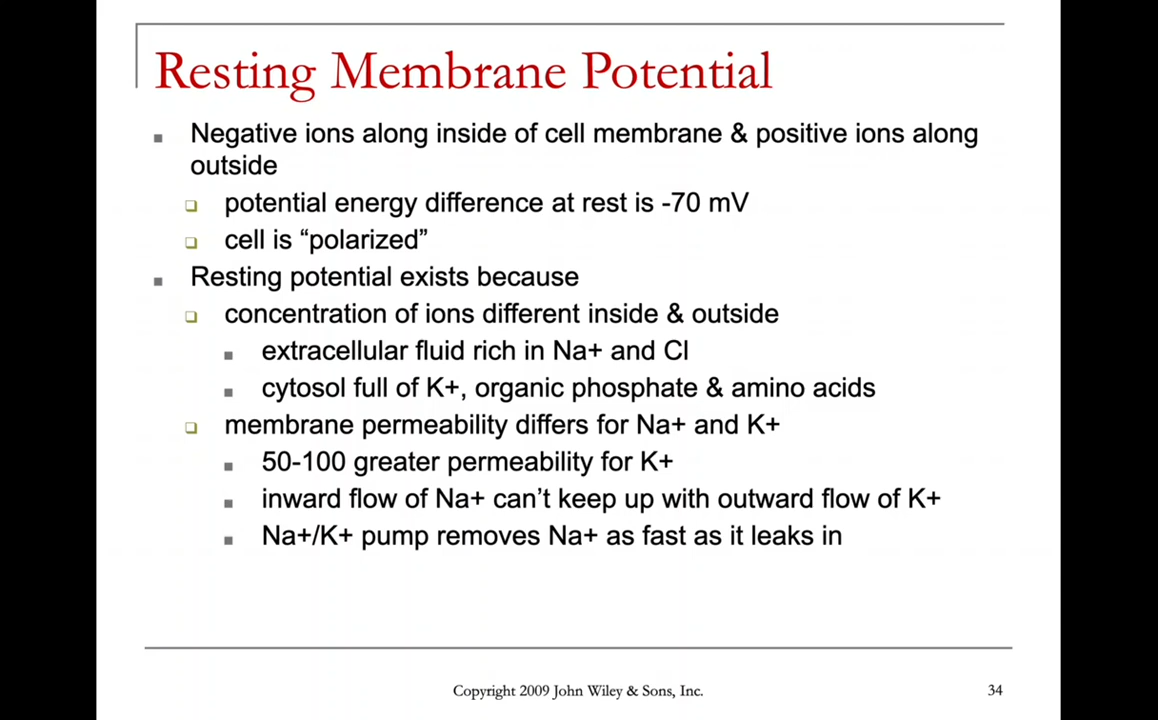 Resting Membrane Potential
Negative ions along inside of cell membrane & positive ions along
outside
potential energy difference at rest is -70 mV
cell is “polarized”
Resting potential exists because
concentration of ions different inside & outside
extracellular fluid rich in Na+ and Cl
cytosol full of K+, organic phosphate & amino acids
membrane permeability differs for Na+ and K+
50-100 greater permeability for K+
inward flow of Na+ can’t keep up with outward flow of K+
Na+/K+ pump removes Na+ as fast as it leaks in
Copyright 2009 John Wiley & Sons, Inc.
34